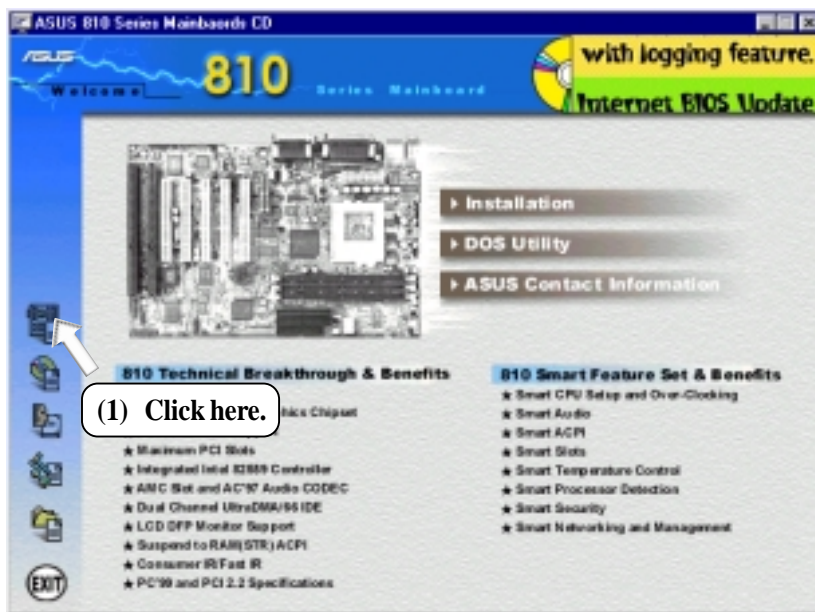 ASUS 810 Series Mainbaords CD
ASUS
Welcome
810
Series Mainboard
with logging feature.
Internet BIOS Update
Installation
DOS Utility
ASUS Contact Information
810 Technical Breakthrough & Benefits
(1) Click here.
Chipset
★ Maximum PCI Slots
★ Integrated Intel Controller
★ AMC Slot and AC'97 Audio CODEC
★ Dual Channel UltraDMA/66 IDE
★ LCD DFP Monitor Support
★ Suspend to RAM(STR) ACPI
★ Consumer IR/Fast IR
★ PC'99 and PCI 2.2 Specifications
810 Smart Feature Set & Benefits
★ Smart CPU Setup and Over-Clocking
★ Smart Audio
★ Smart ACPI
★ Smart Slots
★ Smart Temperature Control
★ Smart Processor Detection
★ Smart Security
★ Smart Networking and Management
EXIT